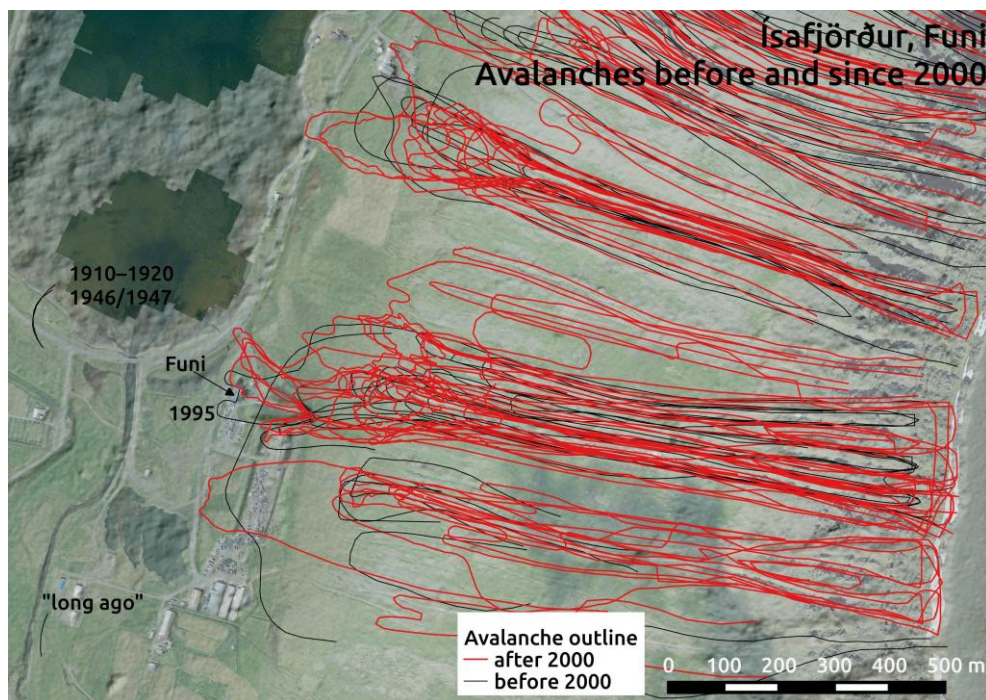 Ísafjörður, Funi
Avalanches before and since 2000
1910–1920
1946/1947
Funi
1995
"long ago"
Avalanche outline
after 2000
before 2000
0 100 200 300 400 500 m